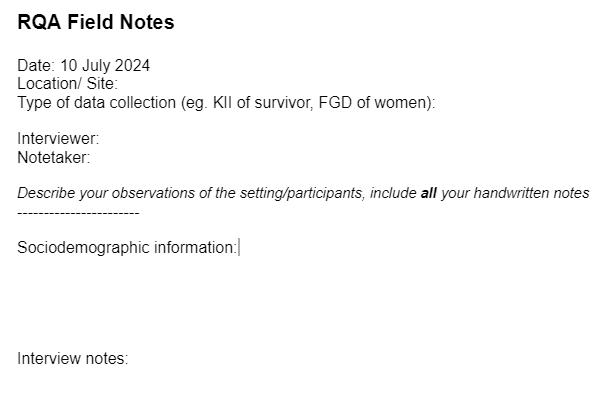 RQA Field Notes
Date: 10 July 2024
Location/ Site:
Type of data collection (eg. KII of survivor, FGD of women):
Interviewer:
Notetaker:
Describe your observations of the setting/participants, include all your handwritten notes
-----------------------
Sociodemographic information:
Interview notes: